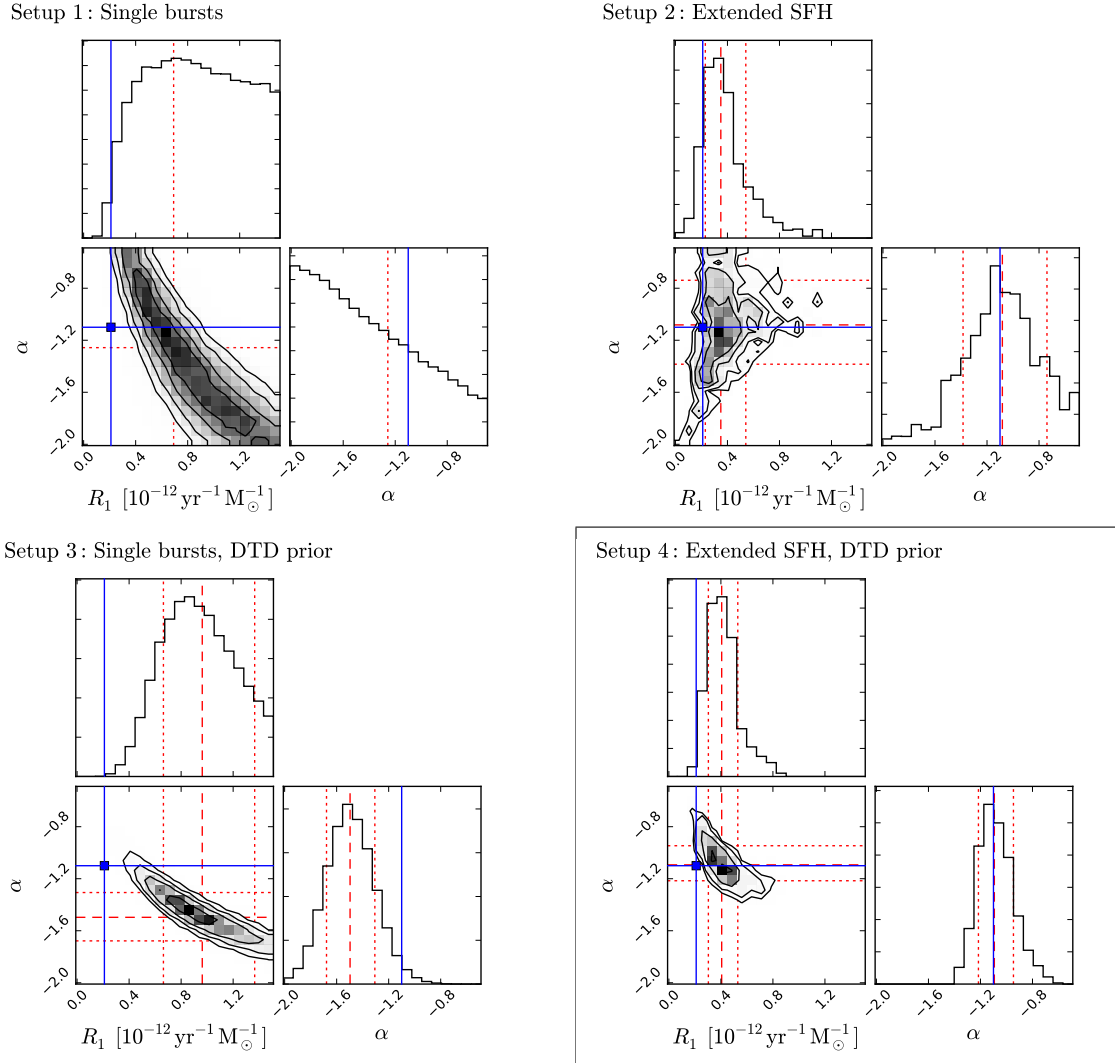 Setup 1: Single bursts
−0.8
−1.2
−1.6
−2.0
α
0.0 0.4 0.8 1.2
R₁ [10⁻¹² yr⁻¹ M⊙⁻¹]
−2.0 −1.6 −1.2 −0.8
α
Setup 2: Extended SFH
−0.8
−1.2
−1.6
−2.0
α
0.0 0.4 0.8 1.2
R₁ [10⁻¹² yr⁻¹ M⊙⁻¹]
−2.0 −1.6 −1.2 −0.8
α
Setup 3: Single bursts, DTD prior
−0.8
−1.2
−1.6
−2.0
α
0.0 0.4 0.8 1.2
R₁ [10⁻¹² yr⁻¹ M⊙⁻¹]
−2.0 −1.6 −1.2 −0.8
α
Setup 4: Extended SFH, DTD prior
−0.8
−1.2
−1.6
−2.0
α
0.0 0.4 0.8 1.2
R₁ [10⁻¹² yr⁻¹ M⊙⁻¹]
−2.0 −1.6 −1.2 −0.8
α